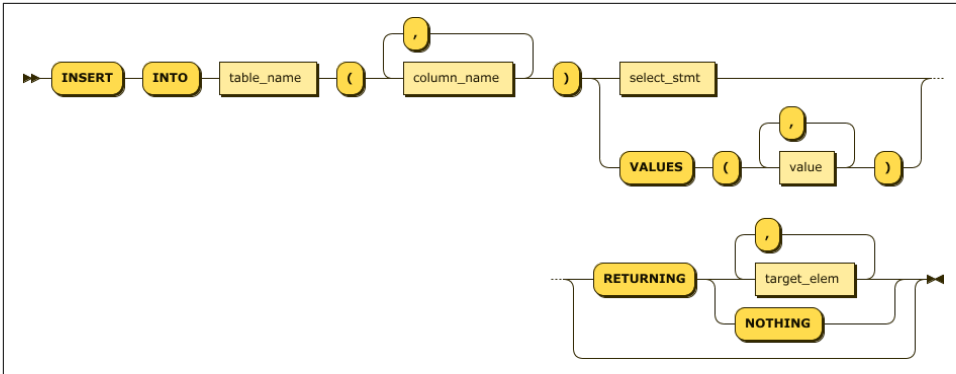 ,
INSERT INTO table_name ( column_name ) select_stmt
,
VALUES ( value )
,
RETURNING target_elem
NOTHING